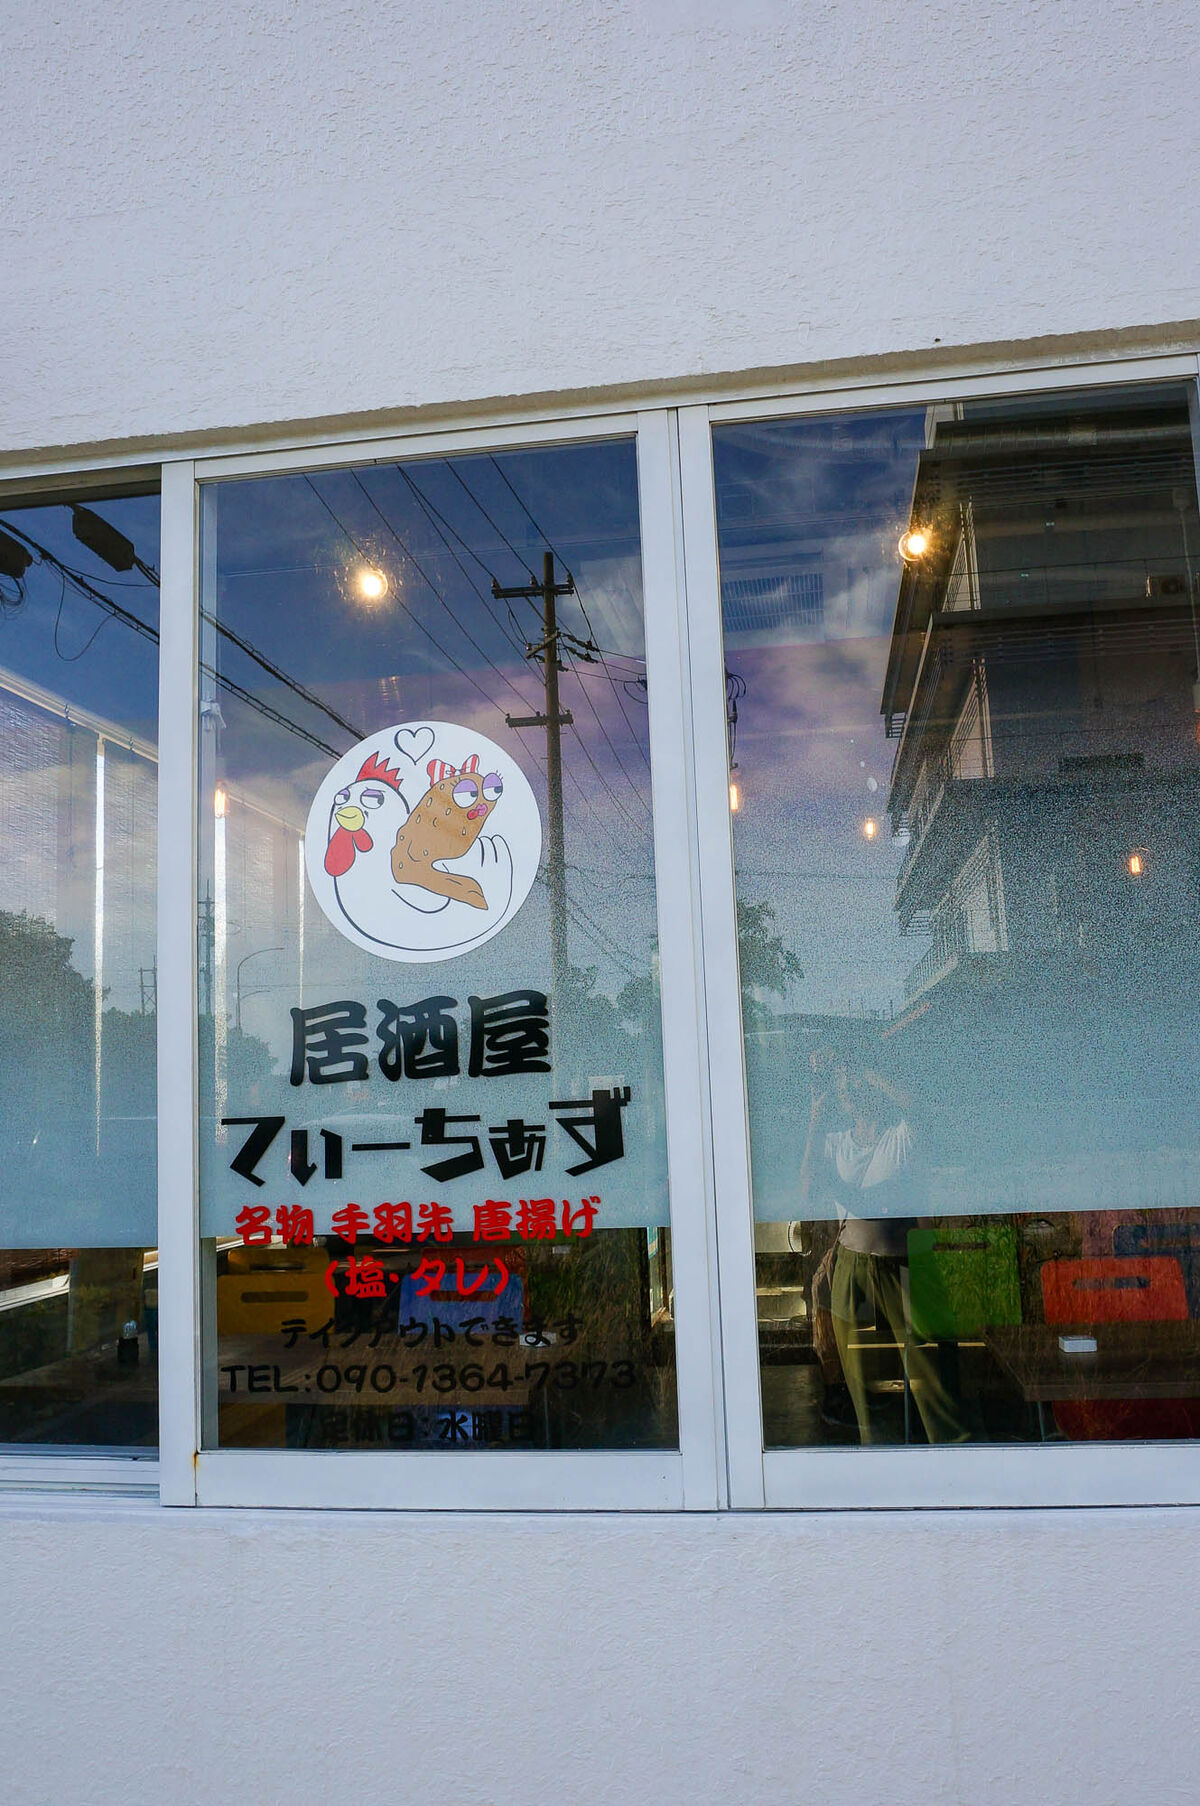 居酒屋
てぃーちぁず
名物 手羽先 唐揚げ
(塩・タレ)
テイクアウトできます
TEL:090-1364-7373
定休日:水曜日